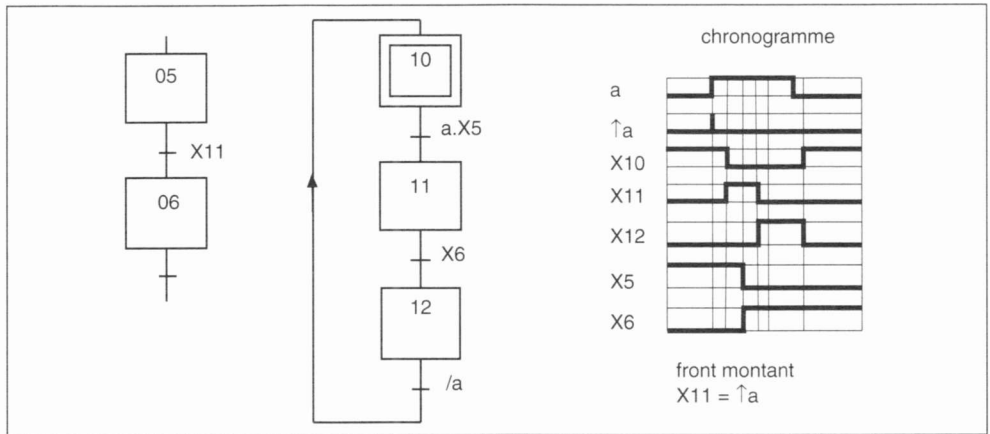 05
X11
06
10
a.X5
11
X6
12
/a
chronogramme
a
↑a
X10
X11
X12
X5
X6
front montant
X11 = ↑a